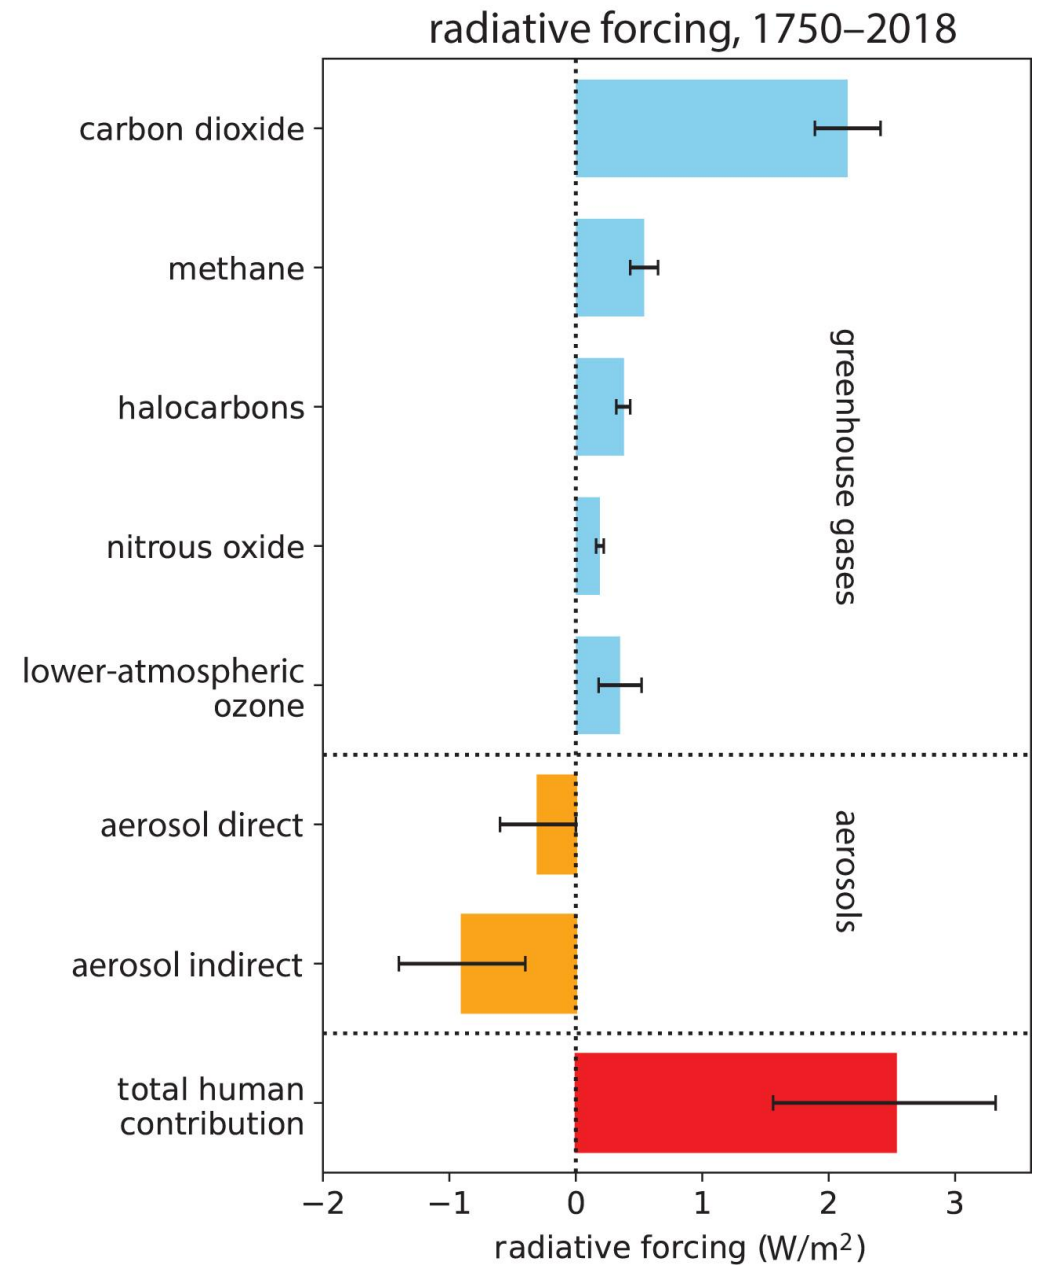 radiative forcing, 1750–2018
carbon dioxide
methane
halocarbons
nitrous oxide
lower-atmospheric
ozone
greenhouse gases
aerosol direct
aerosol indirect
aerosols
total human
contribution
−2 −1 0 1 2 3
radiative forcing (W/m²)